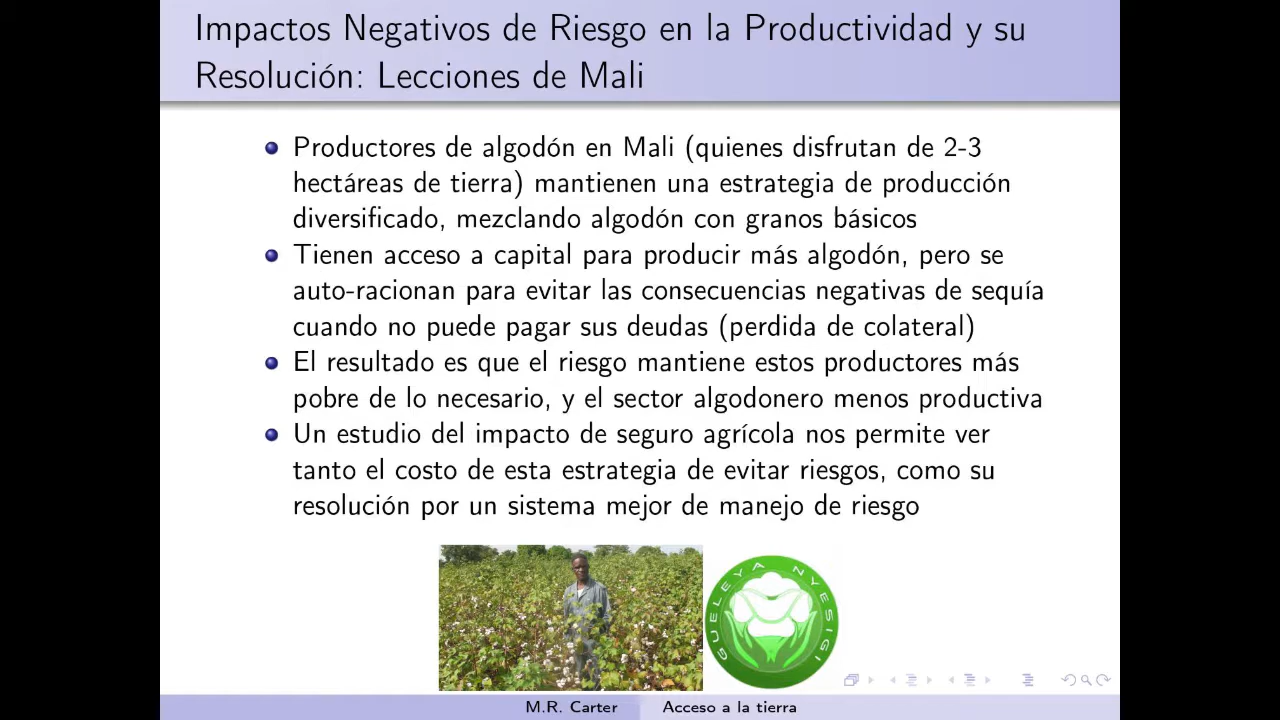 Impactos Negativos de Riesgo en la Productividad y su
Resolución: Lecciones de Mali
Productores de algodón en Mali (quienes disfrutan de 2-3
hectáreas de tierra) mantienen una estrategia de producción
diversificado, mezclando algodón con granos básicos
Tienen acceso a capital para producir más algodón, pero se
auto-racionan para evitar las consecuencias negativas de sequía
cuando no puede pagar sus deudas (perdida de colateral)
El resultado es que el riesgo mantiene estos productores más
pobre de lo necesario, y el sector algodonero menos productiva
Un estudio del impacto de seguro agrícola nos permite ver
tanto el costo de esta estrategia de evitar riesgos, como su
resolución por un sistema mejor de manejo de riesgo
GUELEYA NYESIGI
M.R. Carter Acceso a la tierra